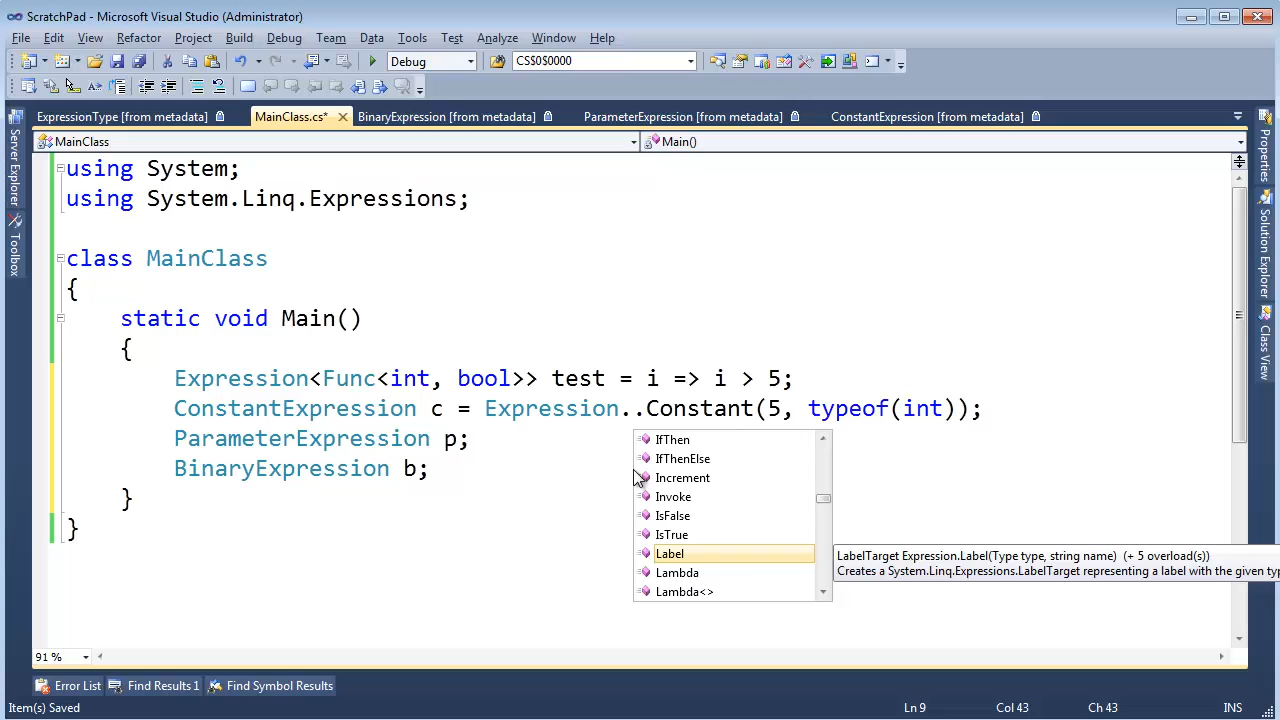 ScratchPad - Microsoft Visual Studio (Administrator)
File Edit View Refactor Project Build Debug Team Data Tools Test Analyze Window Help
Debug CS$0$0000
ExpressionType [from metadata] MainClass.cs* BinaryExpression [from metadata] ParameterExpression [from metadata] ConstantExpression [from metadata]
MainClass Main()
Server Explorer
Toolbox
Properties
Solution Explorer
Class View
using System;
using System.Linq.Expressions;
class MainClass
{
static void Main()
{
Expression<Func<int, bool>> test = i => i > 5;
ConstantExpression c = Expression..Constant(5, typeof(int));
ParameterExpression p;
BinaryExpression b;
}
}
IfThen
IfThenElse
Increment
Invoke
IsFalse
IsTrue
Label
Lambda
Lambda<>
LabelTarget Expression.Label(Type type, string name) (+ 5 overload(s))
Creates a System.Linq.Expressions.LabelTarget representing a label with the given ty
91 %
Error List Find Results 1 Find Symbol Results
Item(s) Saved Ln 9 Col 43 Ch 43 INS